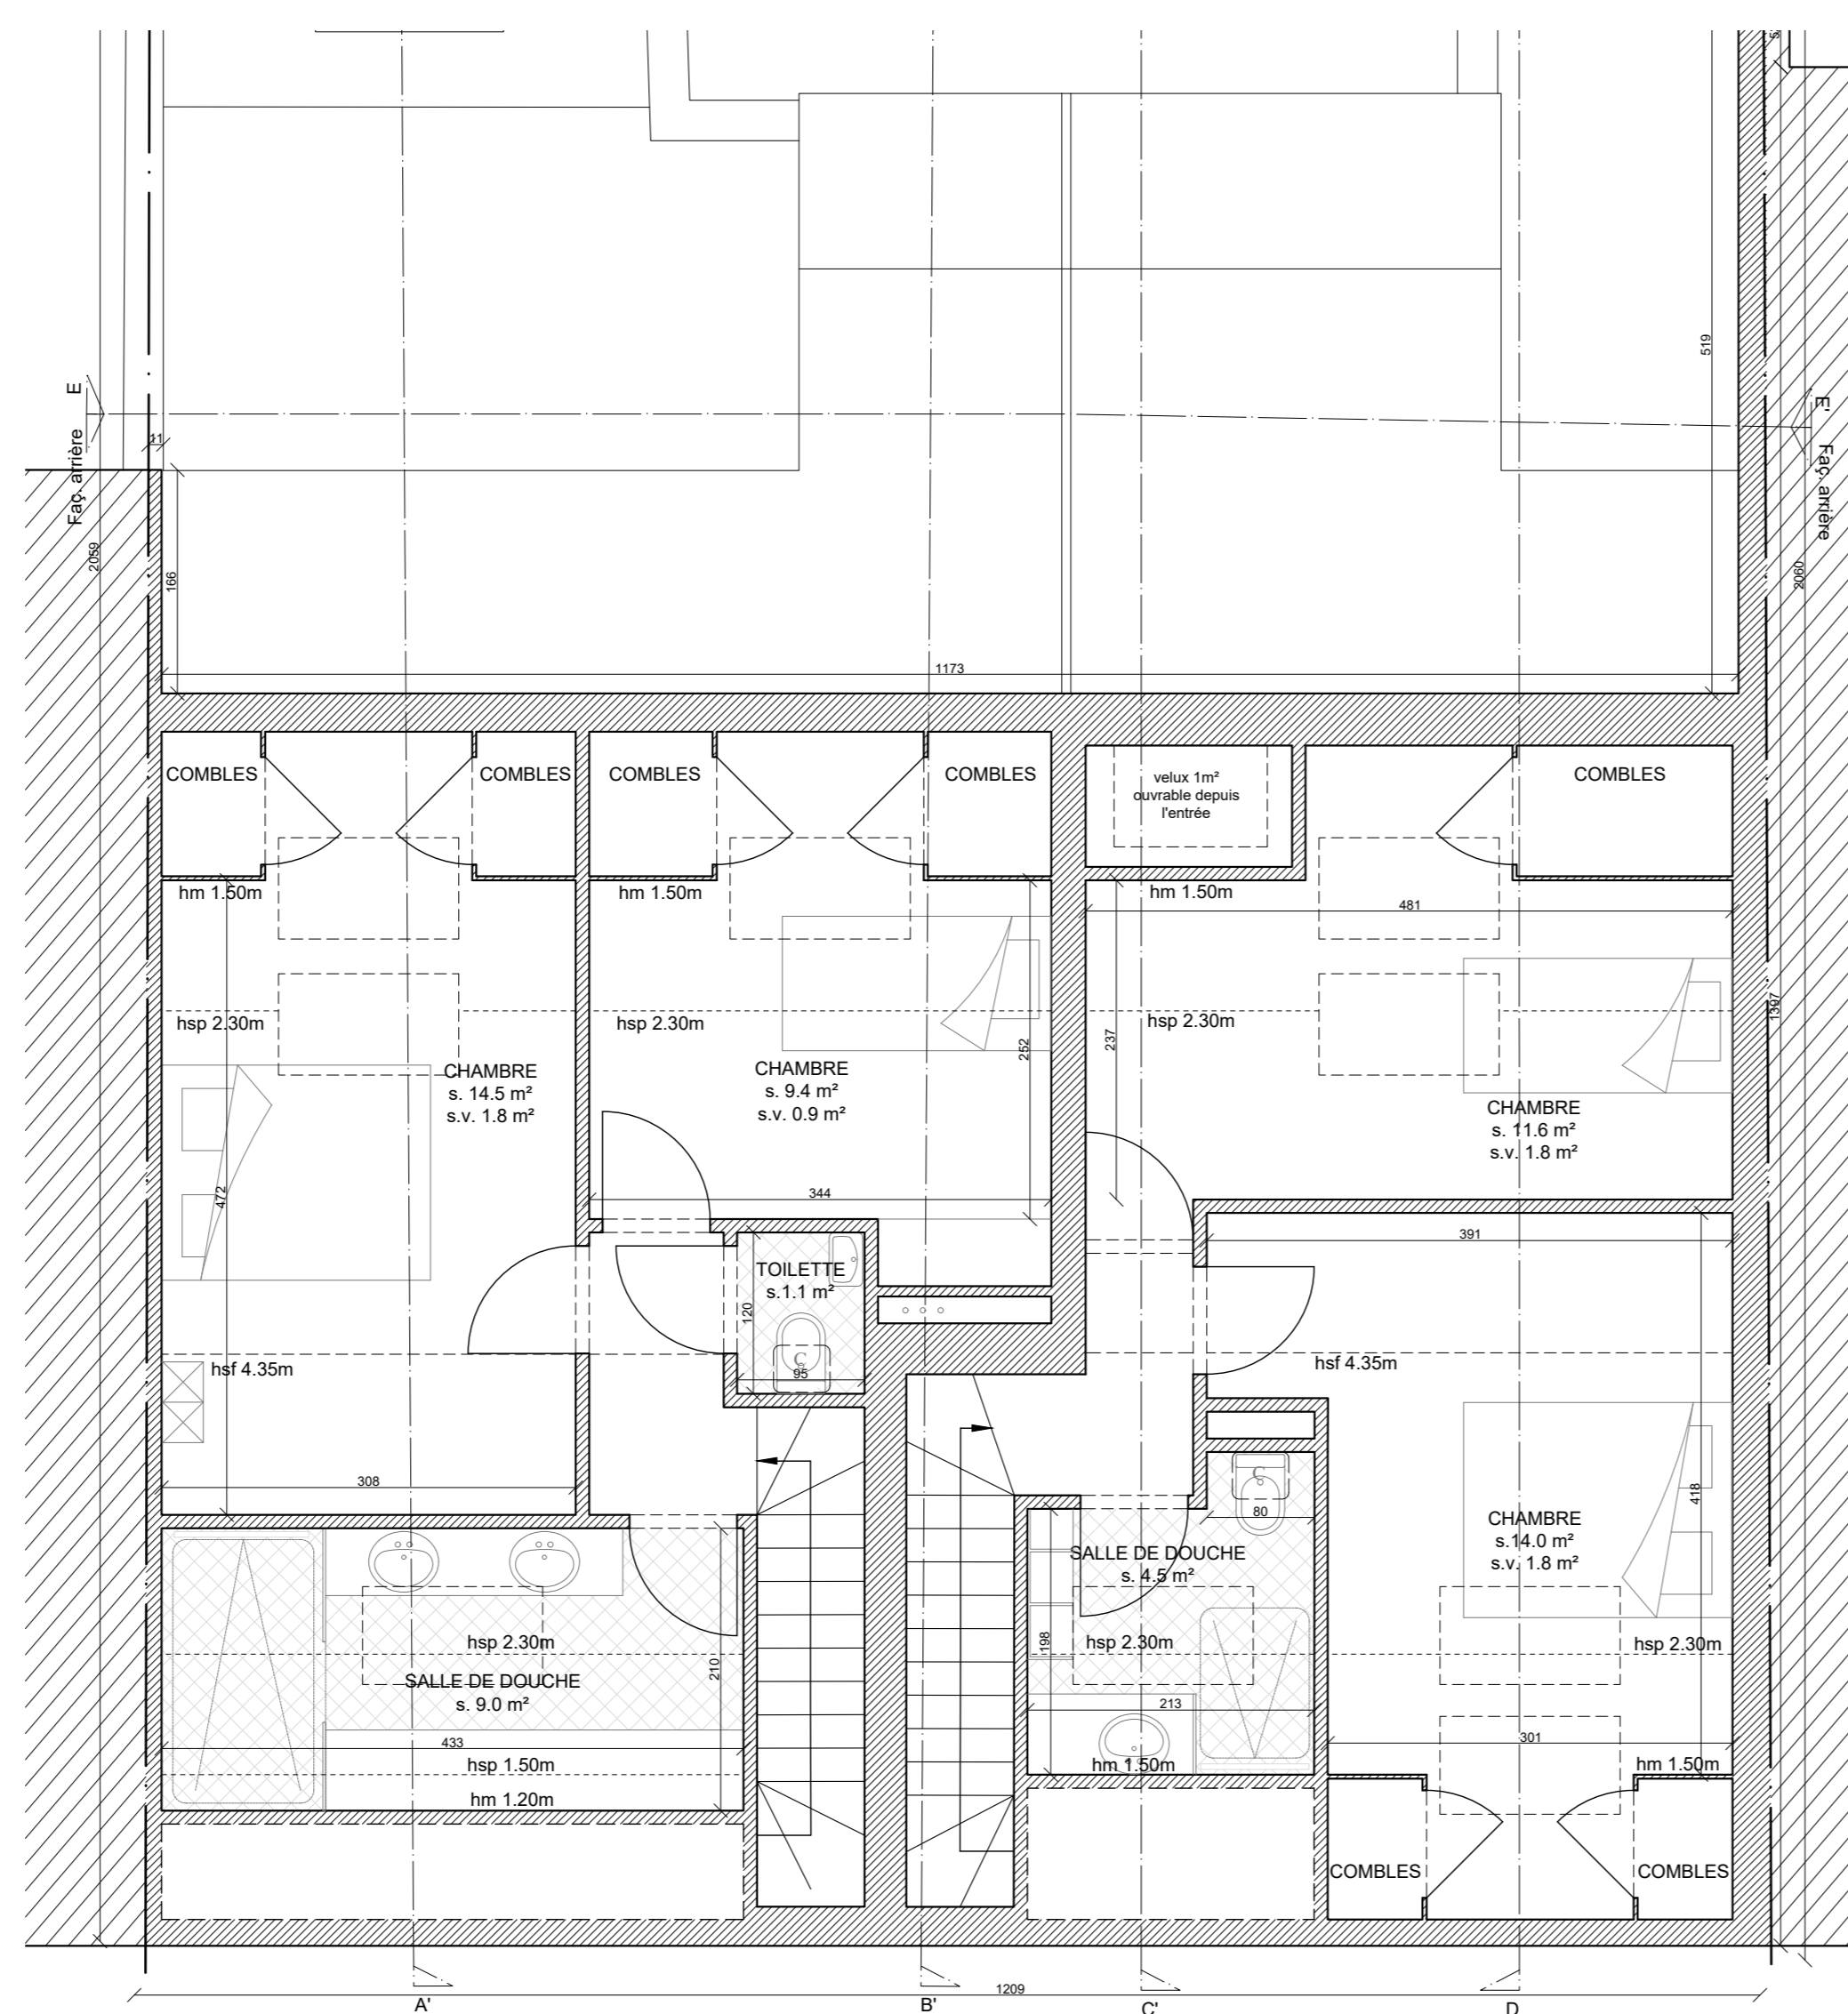 519
E
Faç. arrière
E'
Faç. arrière
11
2059
166
2060
1173
COMBLES
COMBLES
COMBLES
COMBLES
velux 1m²
ouvrable depuis
l'entrée
COMBLES
hm 1.50m
hm 1.50m
hm 1.50m
481
1397
hsp 2.30m
hsp 2.30m
hsp 2.30m
252
237
CHAMBRE
s. 14.5 m²
s.v. 1.8 m²
CHAMBRE
s. 9.4 m²
s.v. 0.9 m²
CHAMBRE
s. 11.6 m²
s.v. 1.8 m²
472
344
391
TOILETTE
s.1.1 m²
120
95
hsf 4.35m
hsf 4.35m
308
C
C
80
418
CHAMBRE
s.14.0 m²
s.v. 1.8 m²
SALLE DE DOUCHE
s. 4.5 m²
hsp 2.30m
hsp 2.30m
hsp 2.30m
198
210
SALLE DE DOUCHE
s. 9.0 m²
213
433
301
hsp 1.50m
hm 1.50m
hm 1.50m
hm 1.20m
COMBLES
COMBLES
1209
A'
B'
C'
D